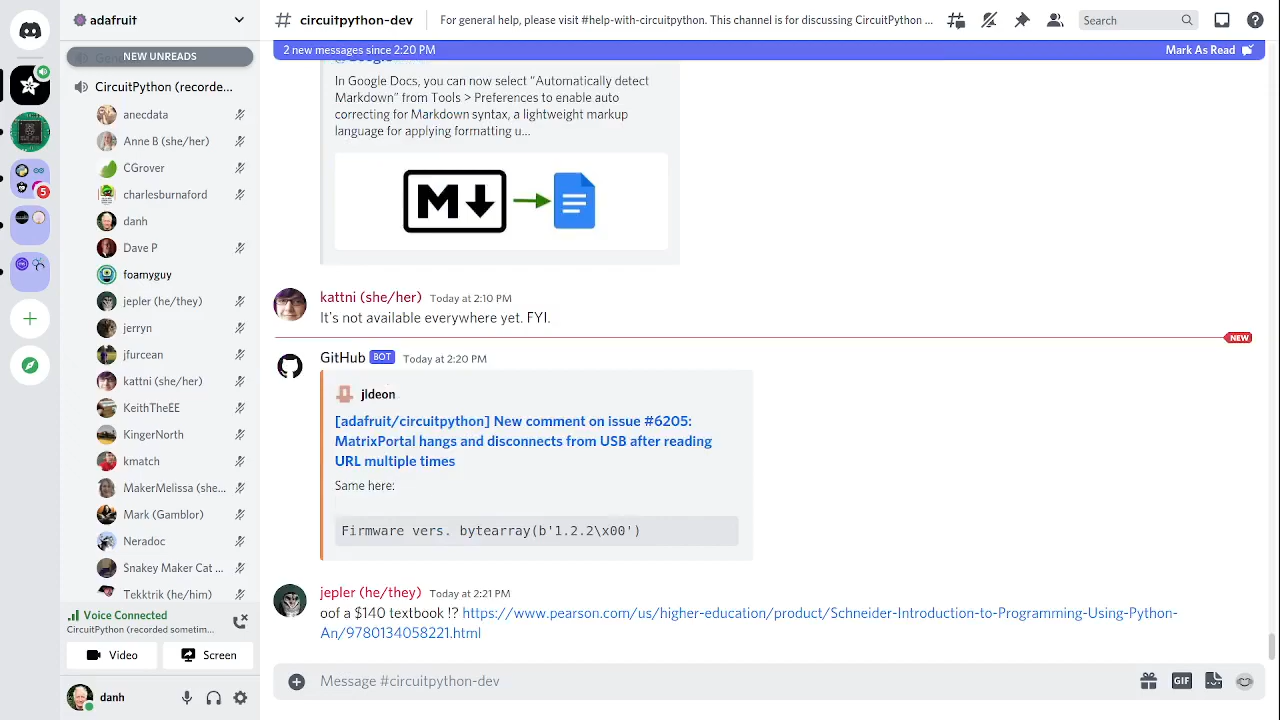 adafruit
circuitpython-dev
For general help, please visit #help-with-circuitpython. This channel is for discussing CircuitPython ...
Search
NEW UNREADS
2 new messages since 2:20 PM
Mark As Read
CircuitPython (recorde...
anecdata
Anne B (she/her)
CGrover
charlesburnaford
danh
Dave P
foamyguy
jepler (he/they)
jerryn
jfurcean
kattni (she/her)
KeithTheEE
KingerNorth
kmatch
MakerMelissa (she...
Mark (Gamblor)
Neradoc
Snakey Maker Cat ...
Tekktrik (he/him)
5
Voice Connected
CircuitPython (recorded sometim...
Video
Screen
danh
Google
In Google Docs, you can now select “Automatically detect
Markdown” from Tools > Preferences to enable auto
correcting for Markdown syntax, a lightweight markup
language for applying formatting u...
M
kattni (she/her) Today at 2:10 PM
It's not available everywhere yet. FYI.
NEW
GitHub BOT Today at 2:20 PM
jldeon
[adafruit/circuitpython] New comment on issue #6205:
MatrixPortal hangs and disconnects from USB after reading
URL multiple times
Same here:
Firmware vers. bytearray(b'1.2.2\x00')
jepler (he/they) Today at 2:21 PM
oof a $140 textbook !? https://www.pearson.com/us/higher-education/product/Schneider-Introduction-to-Programming-Using-Python-
An/9780134058221.html
Message #circuitpython-dev
GIF